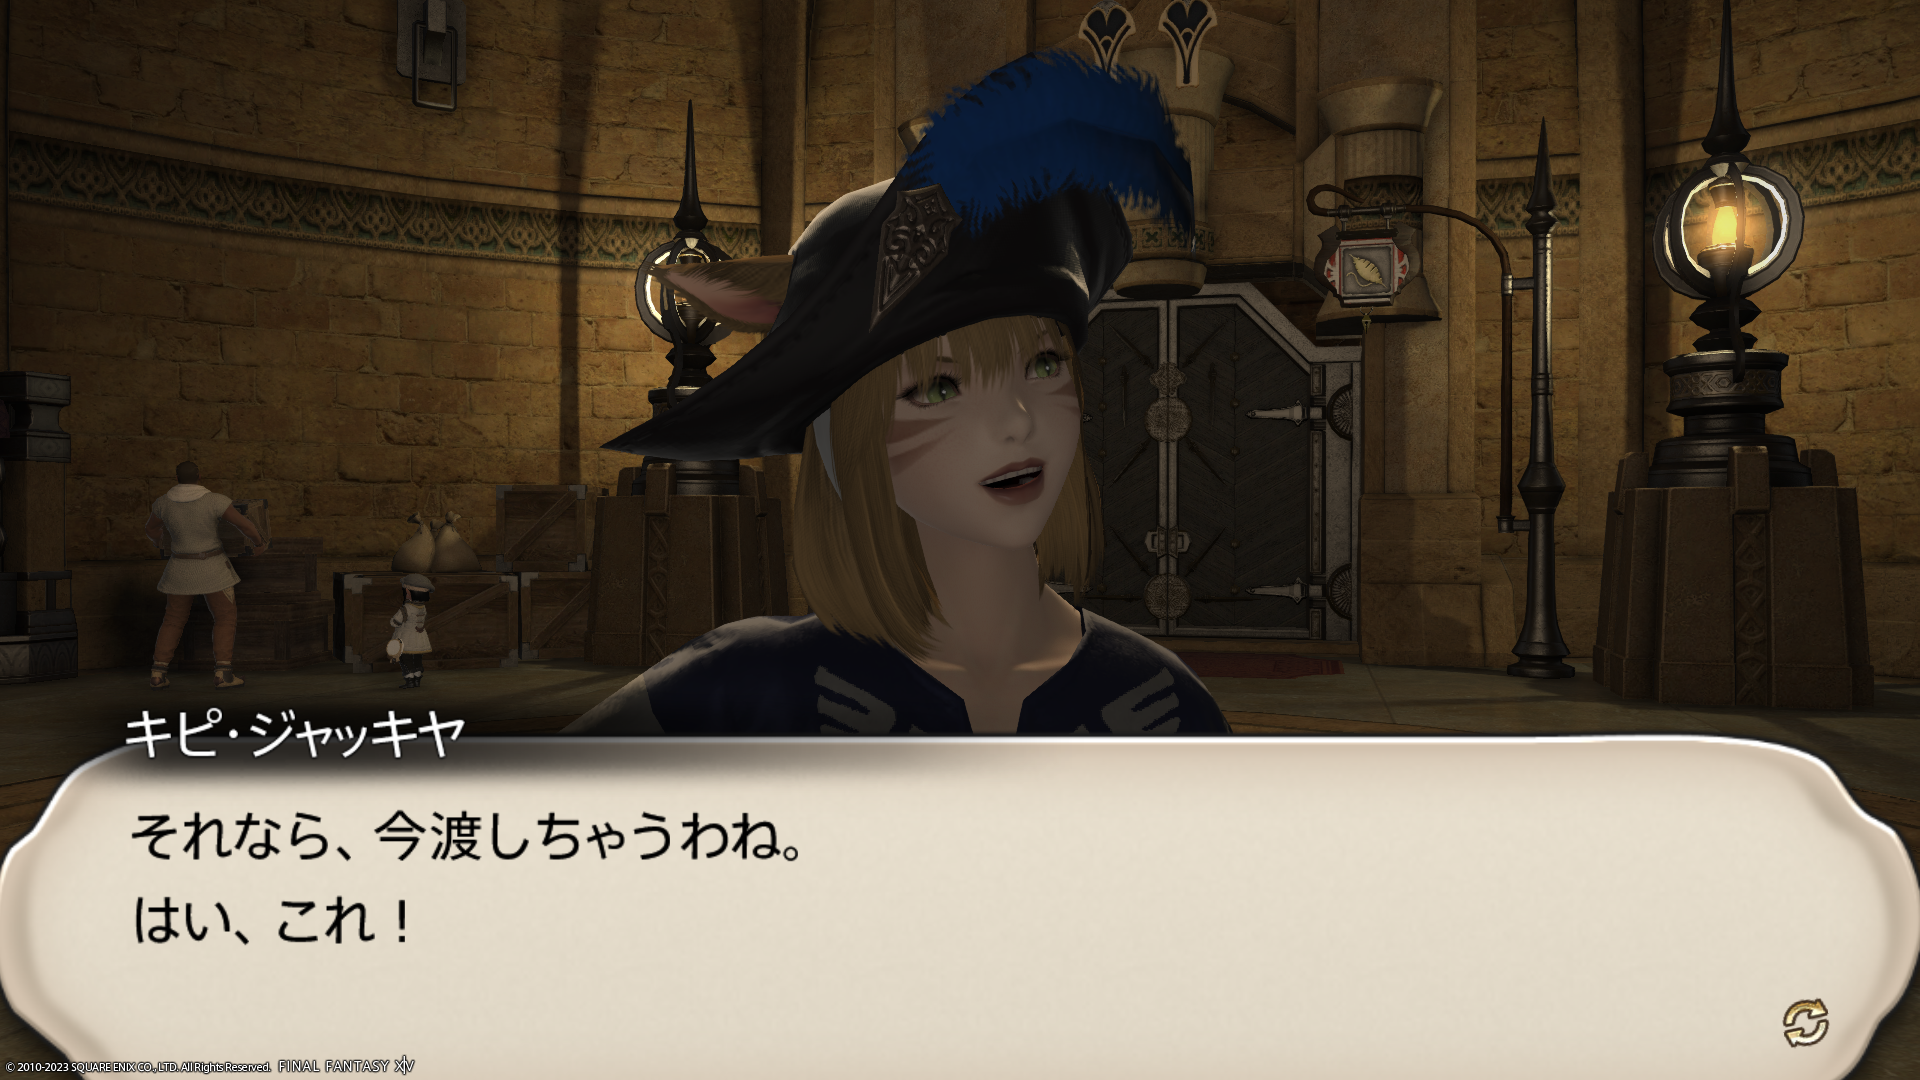 キピ・ジャッキヤ
それなら、今渡しちゃうわね。
はい、これ！
© 2010-2023 SQUARE ENIX CO., LTD. All Rights Reserved. FINAL FANTASY XIV